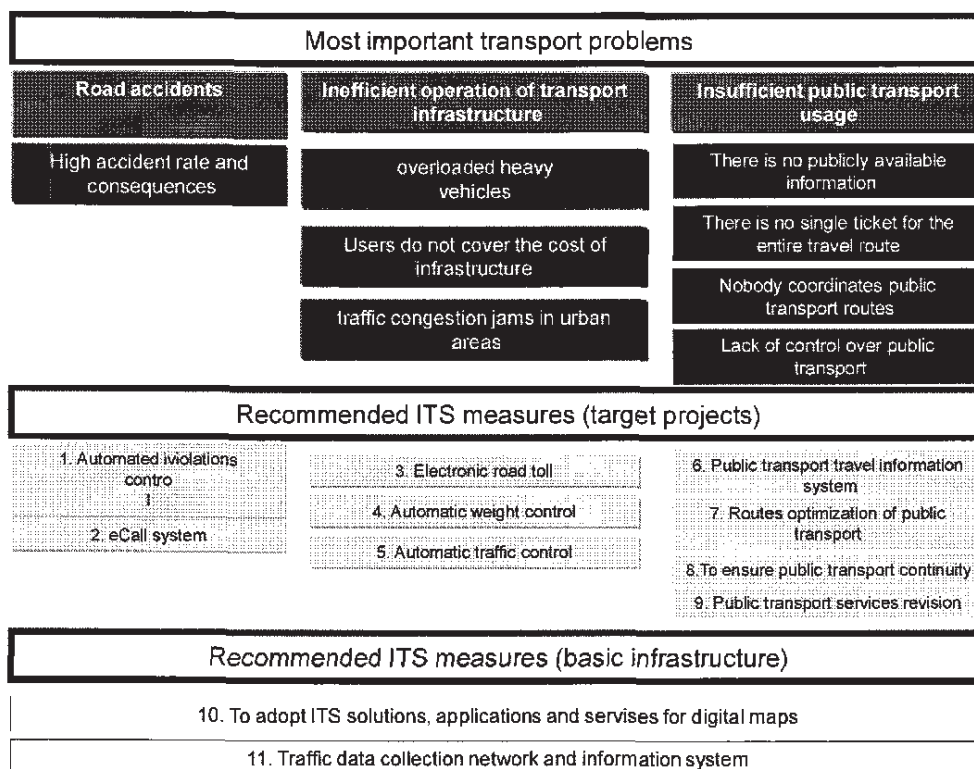 Most important transport problems
Road accidents
High accident rate and
consequences
Inefficient operation of transport
infrastructure
overloaded heavy
vehicles
Users do not cover the cost of
infrastructure
traffic congestion jams in urban
areas
Insufficient public transport
usage
There is no publicly available
information
There is no single ticket for the
entire travel route
Nobody coordinates public
transport routes
Lack of control over public
transport
Recommended ITS measures (target projects)
1. Automated iviolations
contro
l
2. eCall system
3. Electronic road toll
4. Automatic weight control
5. Automatic traffic control
6. Public transport travel information
system
7. Routes optimization of public
transport
8.To ensure public transport continuity
9. Public transport services revision
Recommended ITS measures (basic infrastructure)
10. To adopt ITS solutions, applications and servises for digital maps
11. Traffic data collection network and information system